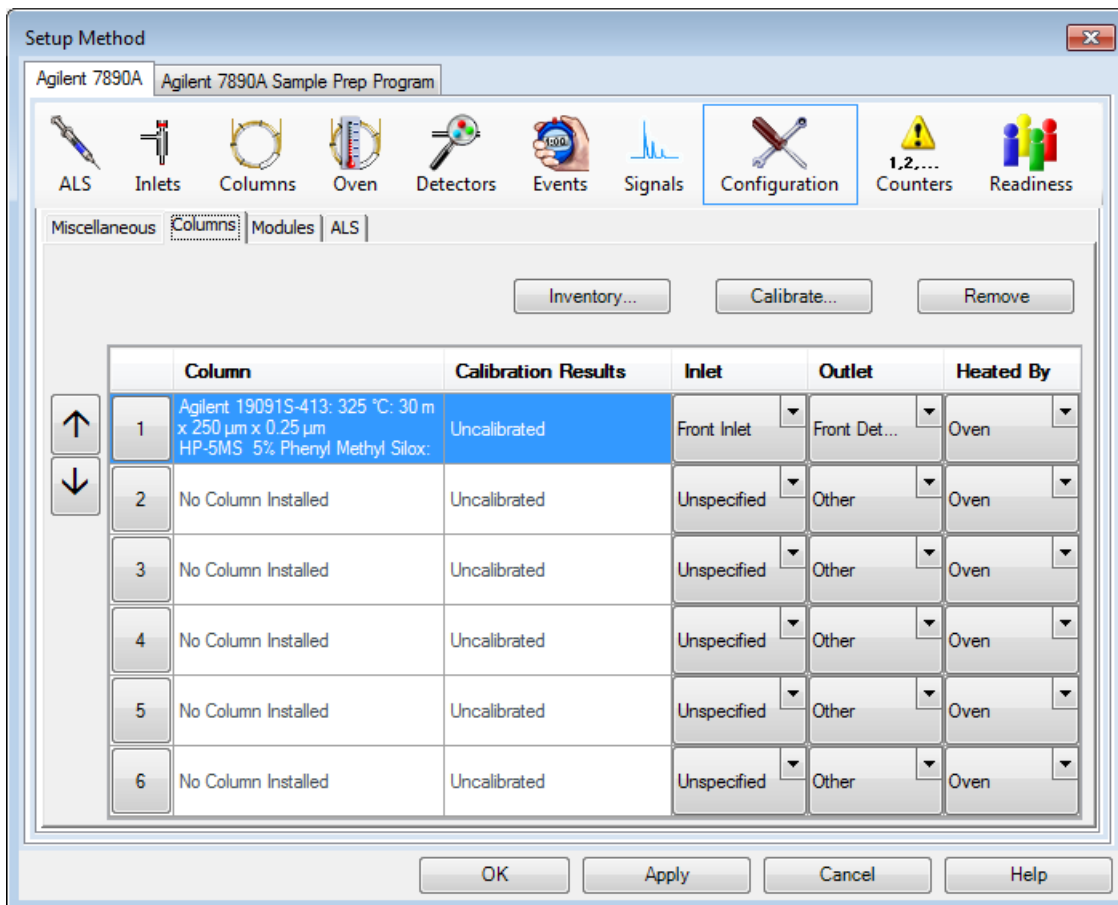 Setup Method
Agilent 7890A Agilent 7890A Sample Prep Program
1:00
1,2,...
ALS Inlets Columns Oven Detectors Events Signals Configuration Counters Readiness
Miscellaneous Columns Modules ALS
Inventory... Calibrate... Remove
Column Calibration Results Inlet Outlet Heated By
Agilent 19091S-413: 325 °C: 30 m
1 x 250 µm x 0.25 µm Uncalibrated Front Inlet Front Det... Oven
HP-5MS 5% Phenyl Methyl Silox:
2 No Column Installed Uncalibrated Unspecified Other Oven
3 No Column Installed Uncalibrated Unspecified Other Oven
4 No Column Installed Uncalibrated Unspecified Other Oven
5 No Column Installed Uncalibrated Unspecified Other Oven
6 No Column Installed Uncalibrated Unspecified Other Oven
OK Apply Cancel Help